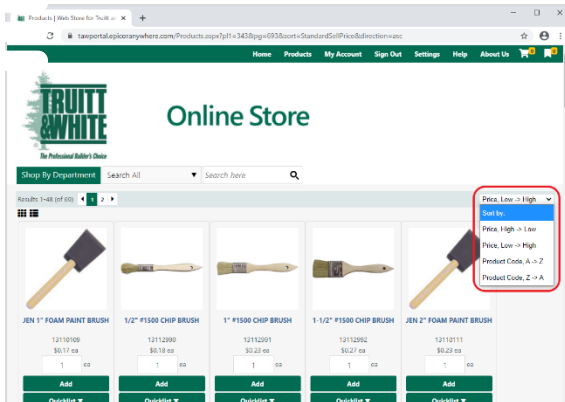 Products | Web Store for Truitt an
tawportal.epicoranywhere.com/Products.aspx?pl1=343&pg=693&sort=StandardSellPrice&direction=asc
Home Products My Account Sign Out Settings Help About Us 0 0
TRUITT
&WHITE
The Professional Builder's Choice
Online Store
Shop By Department Search All Search here
Results 1-48 (of 60) 1 2
Price, Low -> High
Sort by.
Price, High -> Low
Price, Low -> High
Product Code, A -> Z
Product Code, Z -> A
JEN 1" FOAM PAINT BRUSH 1/2" #1500 CHIP BRUSH 1" #1500 CHIP BRUSH 1-1/2" #1500 CHIP BRUSH JEN 2" FOAM PAINT BRUSH
13110109 13112990 13112991 13112992 13110111
$0.17 ea $0.18 ea $0.23 ea $0.27 ea $0.23 ea
1 ea 1 ea 1 ea 1 ea 1 ea
Add Add Add Add Add
Quicklist Quicklist Quicklist Quicklist Quicklist